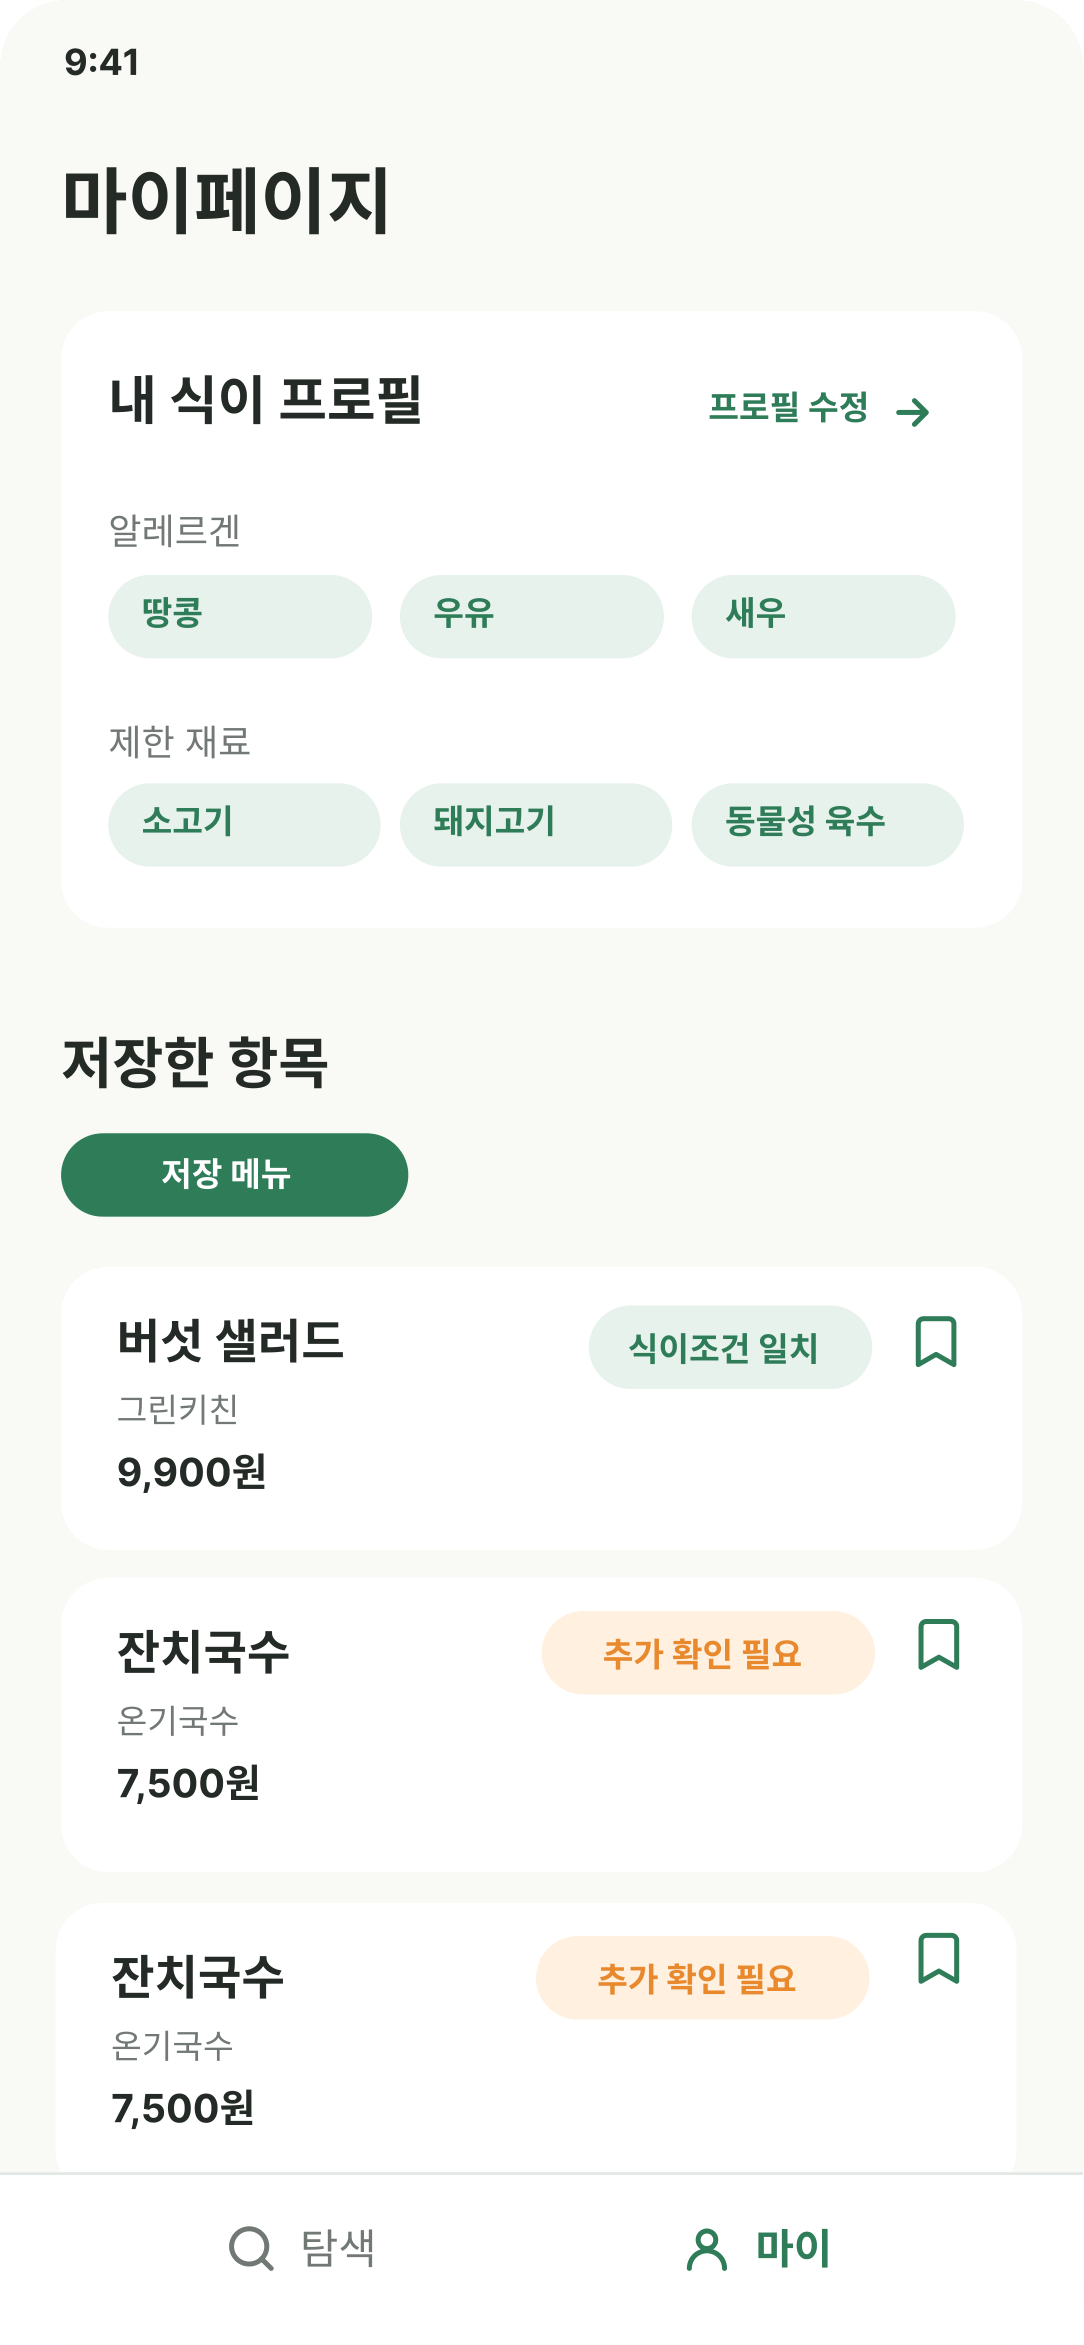 9:41
마이페이지
내 식이 프로필
프로필 수정
알레르겐
땅콩 우유 새우
제한 재료
소고기 돼지고기 동물성 육수
저장한 항목
저장 메뉴
버섯 샐러드
식이조건 일치
그린키친
9,900원
잔치국수
추가 확인 필요
온기국수
7,500원
잔치국수
추가 확인 필요
온기국수
7,500원
탐색 마이